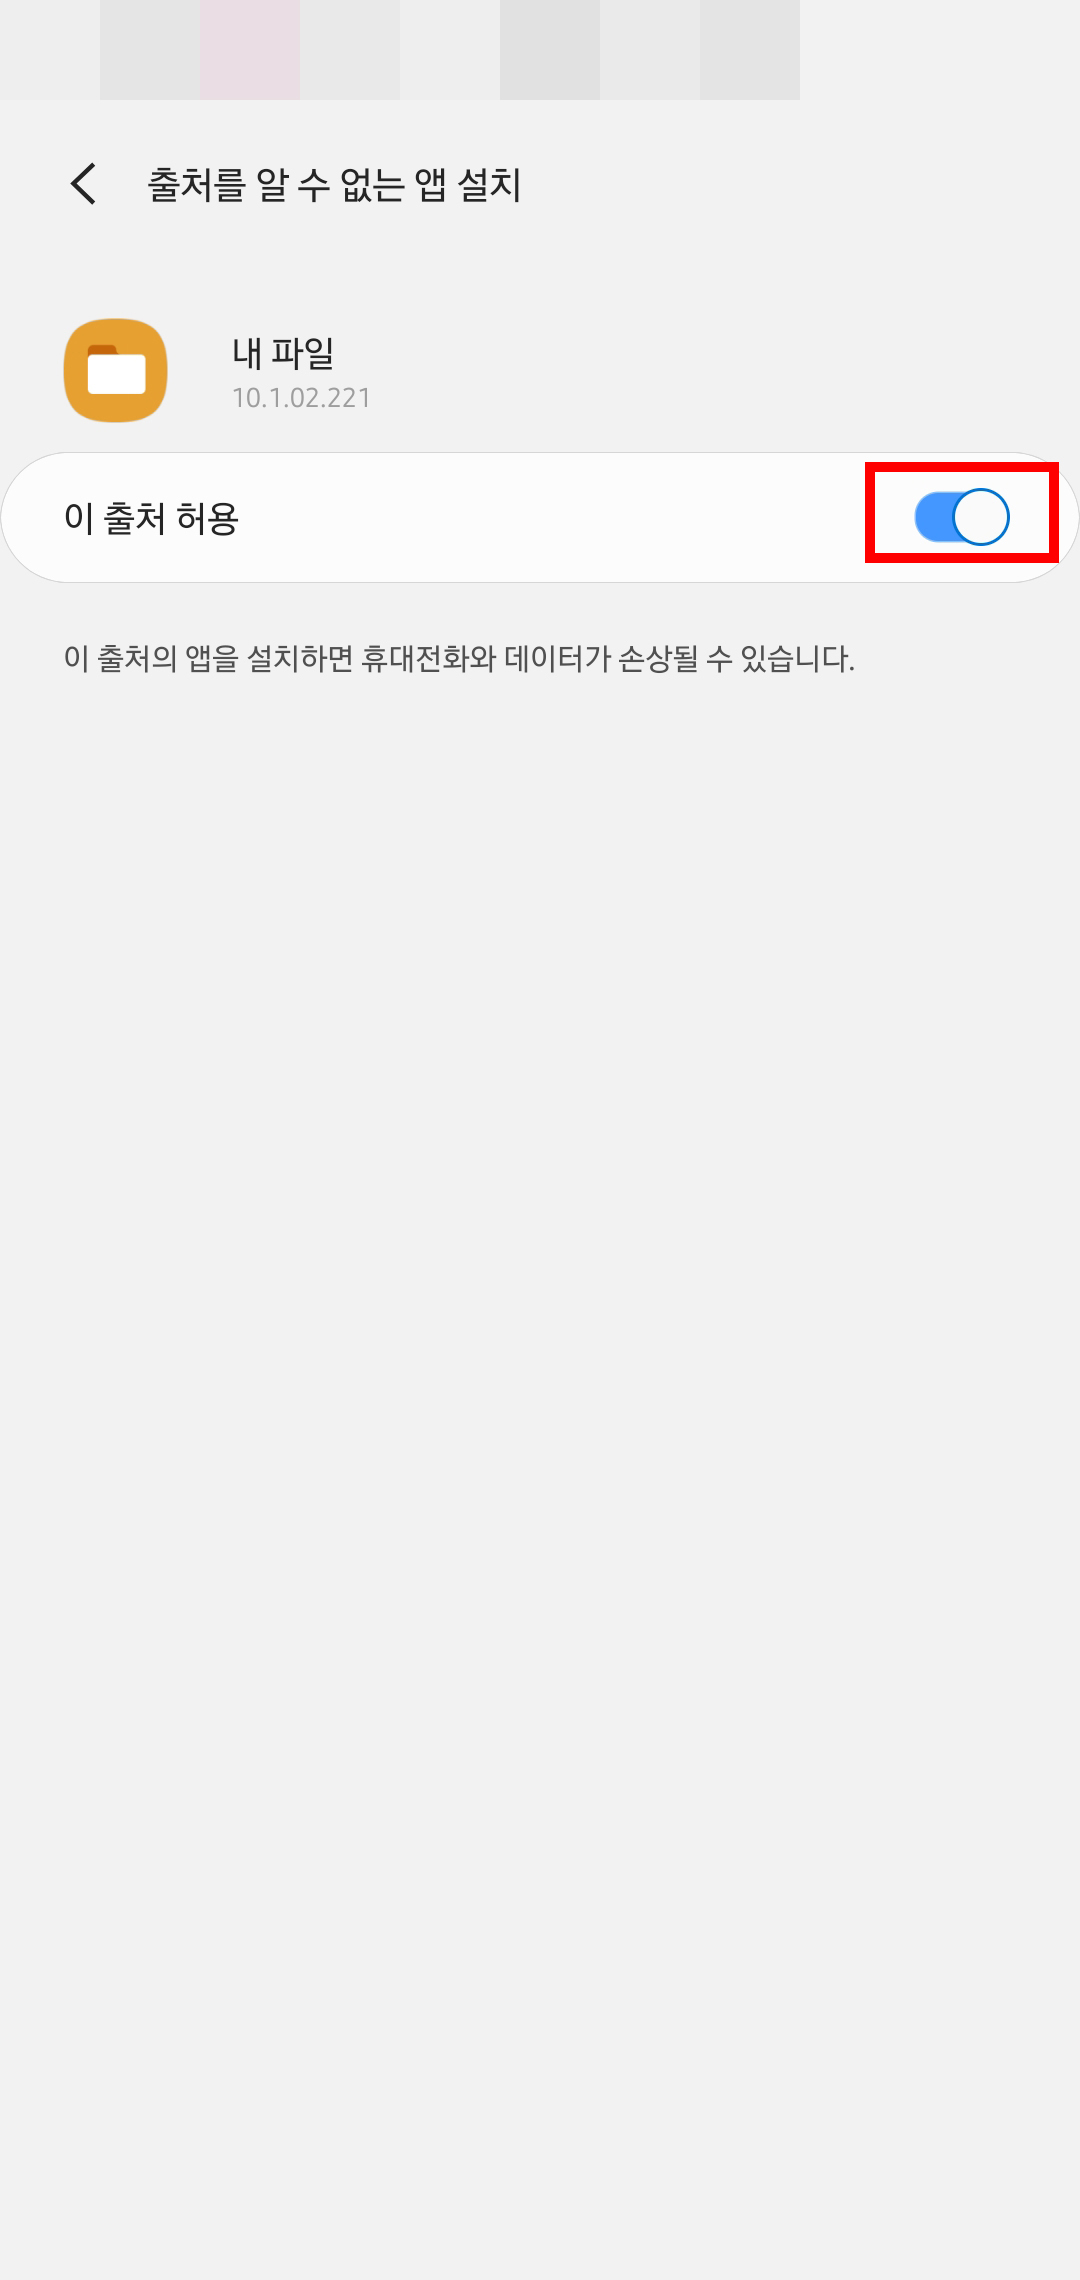 출처를 알 수 없는 앱 설치
내 파일
10.1.02.221
이 출처 허용
이 출처의 앱을 설치하면 휴대전화와 데이터가 손상될 수 있습니다.